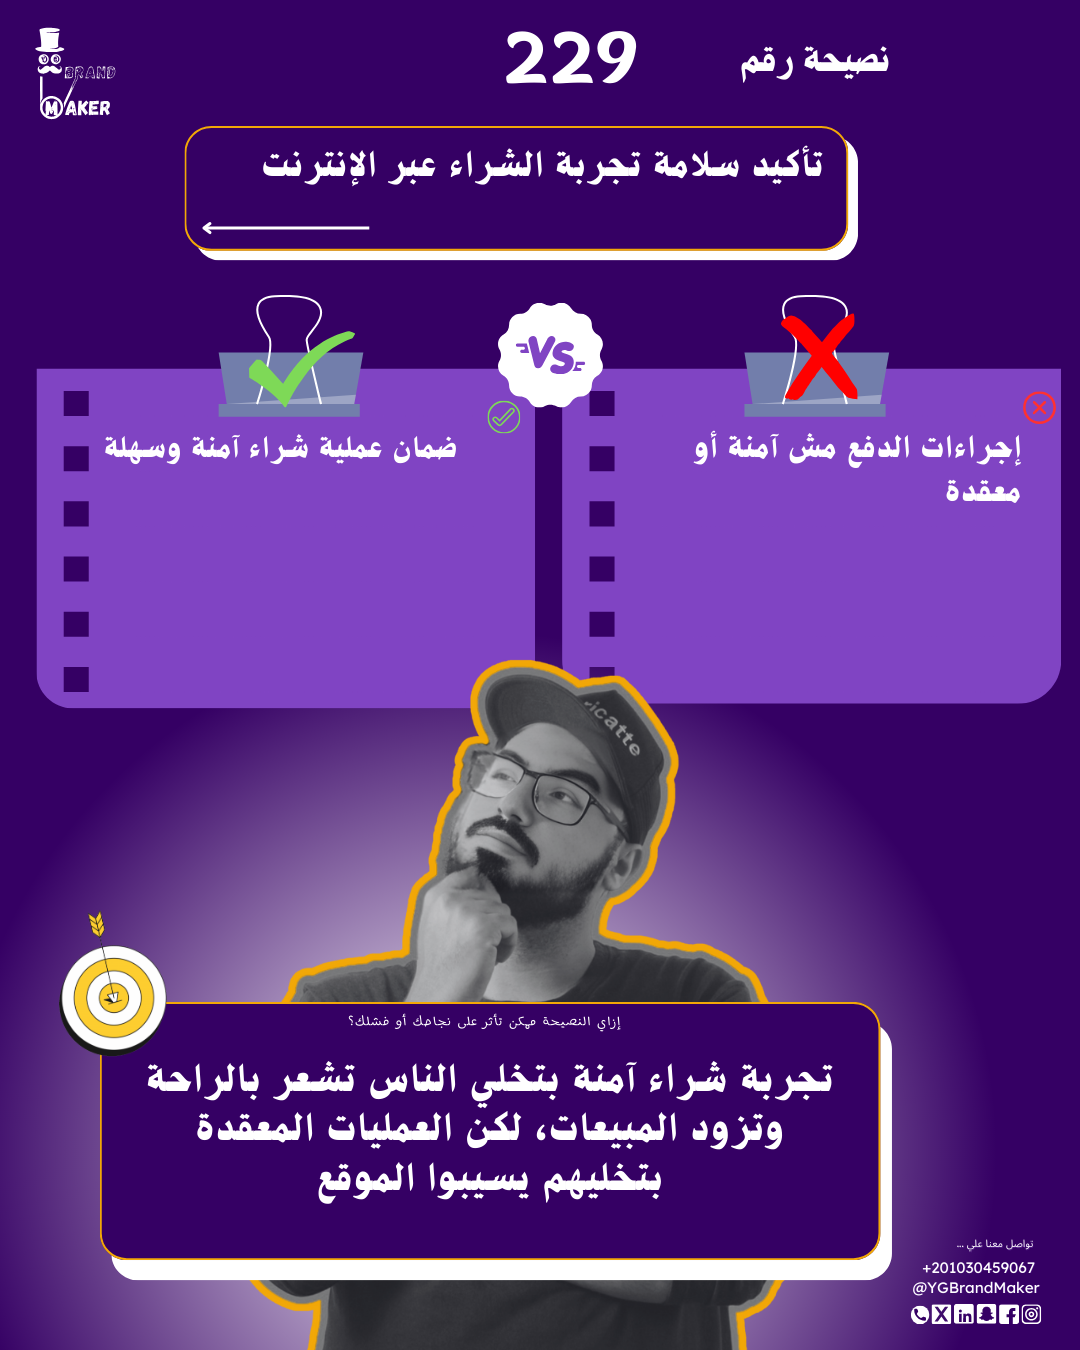 BRAND
MAKER
نصيحة رقم 229
تأكيد سلامة تجربة الشراء عبر الإنترنت
VS
إجراءات الدفع مش آمنة أو
معقدة
ضمان عملية شراء آمنة وسهلة
icatte
إزاي النصيحة ممكن تأثر على نجاحك أو فشلك؟
تجربة شراء آمنة بتخلي الناس تشعر بالراحة
وتزود المبيعات، لكن العمليات المعقدة
بتخليهم يسيبوا الموقع
تواصل معنا علي ...
+201030459067
@YGBrandMaker